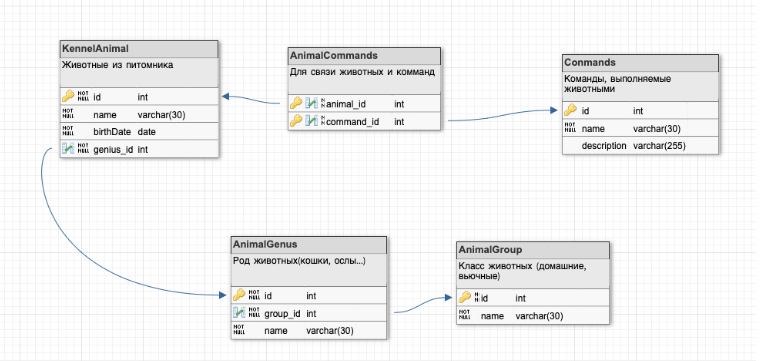 KennelAnimal
Животные из питомника
NOT NULL id int
NOT NULL name varchar(30)
NOT NULL birthDate date
NOT NULL genius_id int
AnimalCommands
Для связи животных и комманд
N animal_id int
N command_id int
Conmands
Команды, выполняемые
животными
id int
NOT NULL name varchar(30)
description varchar(255)
AnimalGenus
Род животных(кошки, ослы...)
NOT NULL id int
NOT NULL group_id int
NOT NULL name varchar(30)
AnimalGroup
Класс животных (домашние,
вьючные)
id int
NOT NULL name varchar(30)